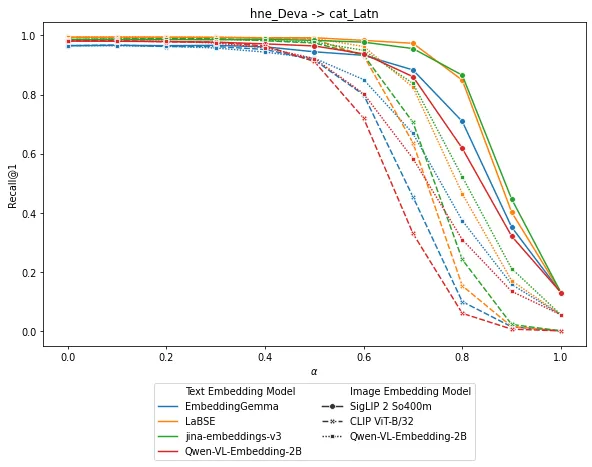 hne_Deva -> cat_Latn
1.0
0.8
0.6
0.4
0.2
0.0
Recall@1
0.0 0.2 0.4 0.6 0.8 1.0
α
Text Embedding Model
EmbeddingGemma
LaBSE
jina-embeddings-v3
Qwen-VL-Embedding-2B
Image Embedding Model
SigLIP 2 So400m
CLIP ViT-B/32
Qwen-VL-Embedding-2B